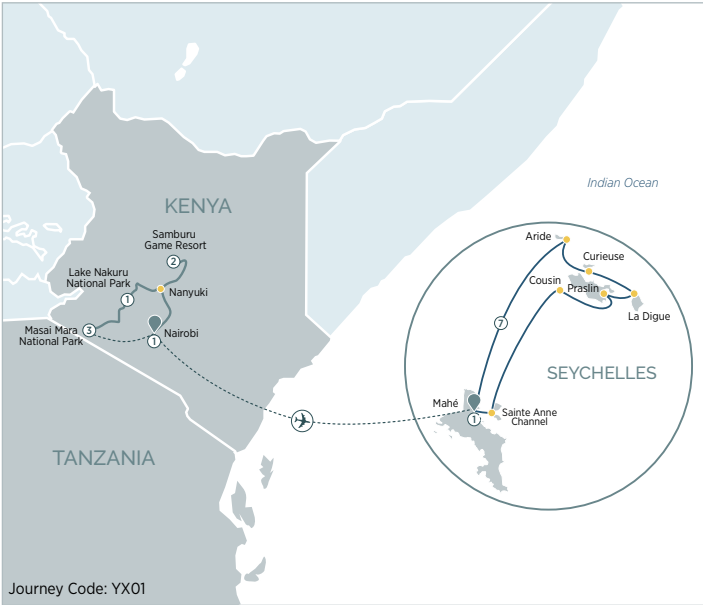 Indian Ocean
KENYA
Samburu
Game Resort
2
Lake Nakuru
National Park
1
Nanyuki
Masai Mara
National Park
3
Nairobi
1
TANZANIA
Aride
Curieuse
Cousin
Praslin
La Digue
7
SEYCHELLES
Mahé
1
Sainte Anne
Channel
Journey Code: YX01